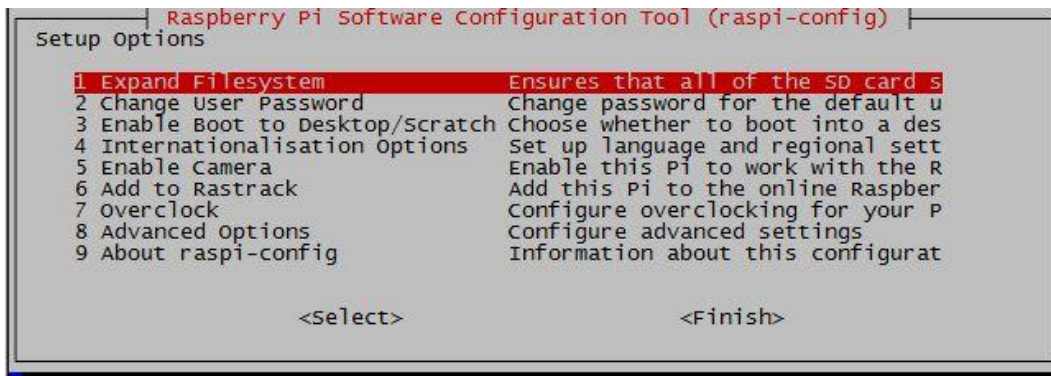 Raspberry Pi Software Configuration Tool (raspi-config)
Setup Options
1 Expand Filesystem Ensures that all of the SD card s
2 Change User Password Change password for the default u
3 Enable Boot to Desktop/Scratch Choose whether to boot into a des
4 Internationalisation Options Set up language and regional sett
5 Enable Camera Enable this Pi to work with the R
6 Add to Rastrack Add this Pi to the online Raspber
7 Overclock Configure overclocking for your P
8 Advanced Options Configure advanced settings
9 About raspi-config Information about this configurat
<Select> <Finish>